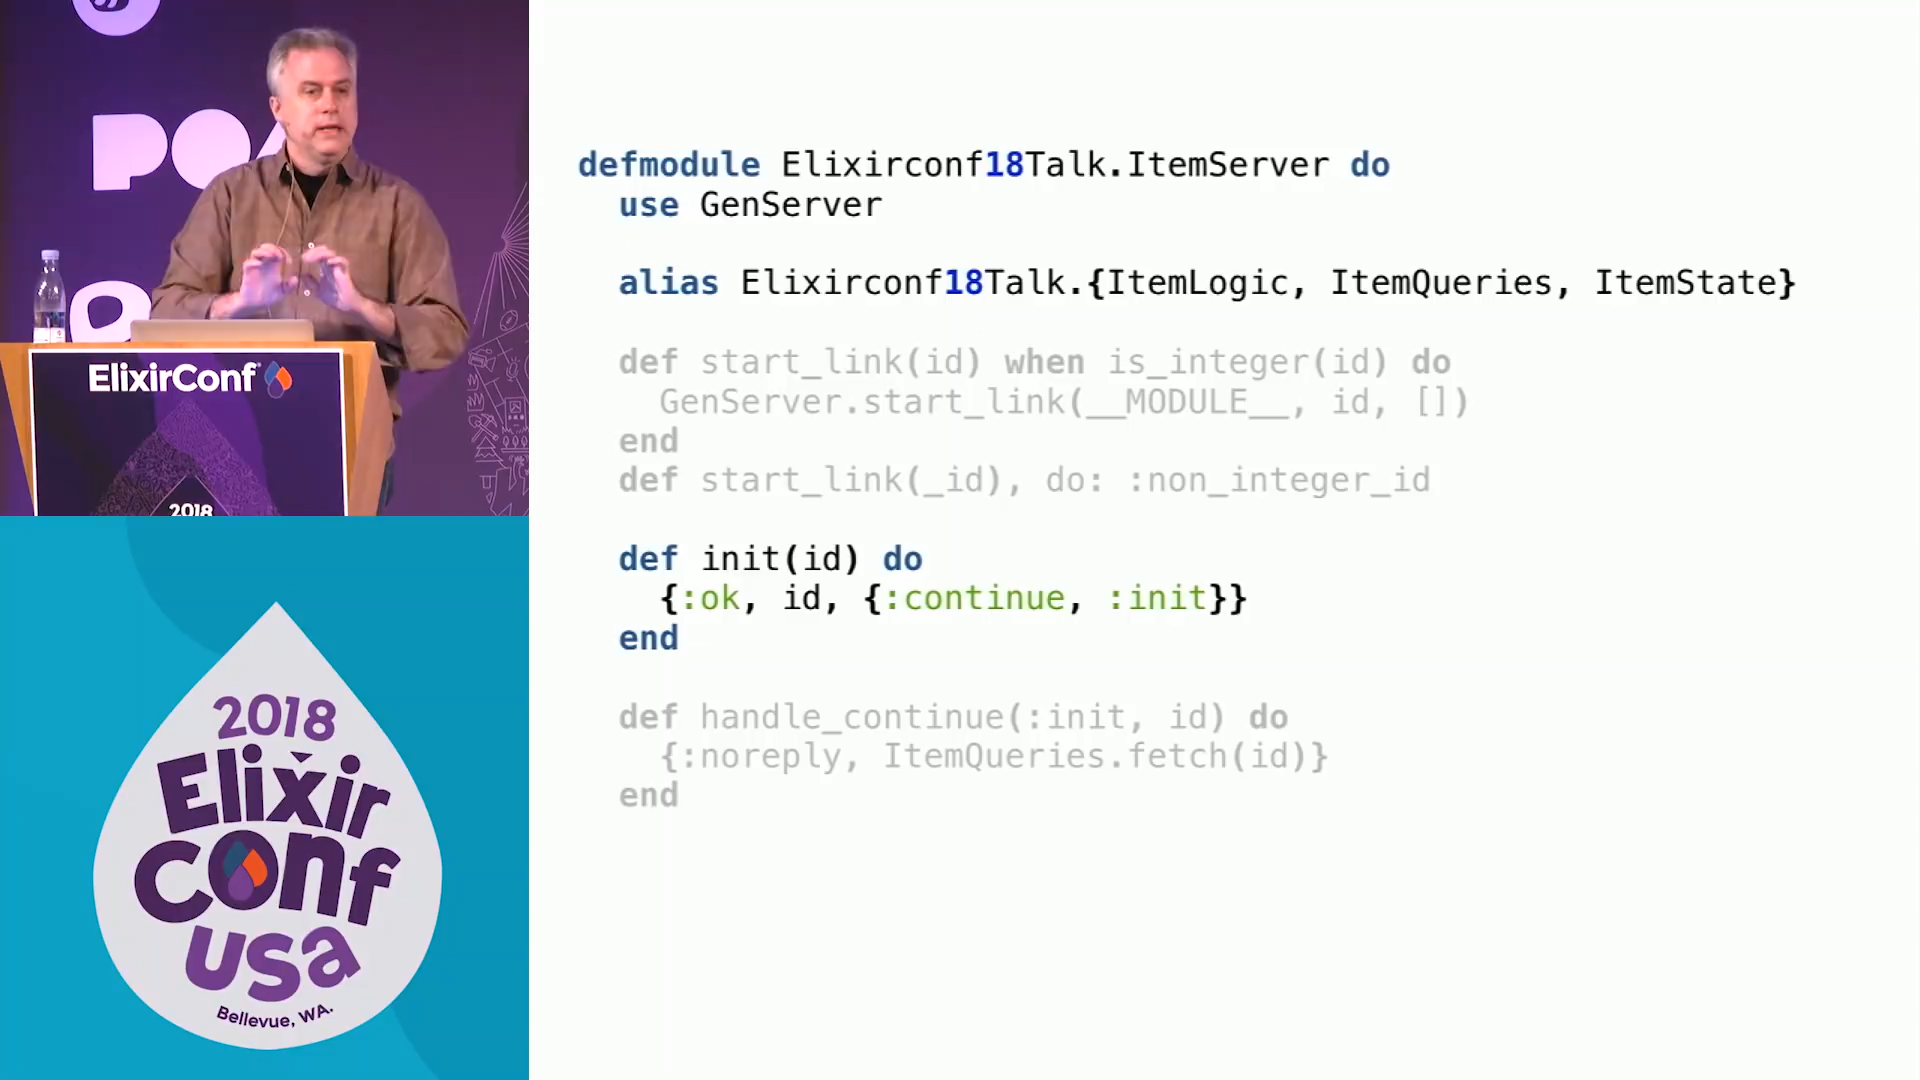 ElixirConf
2018
2018
Elixir
Conf
USA
Bellevue, WA.
defmodule Elixirconf18Talk.ItemServer do
  use GenServer
  alias Elixirconf18Talk.{ItemLogic, ItemQueries, ItemState}
  def start_link(id) when is_integer(id) do
    GenServer.start_link(__MODULE__, id, [])
  end
  def start_link(_id), do: :non_integer_id
  def init(id) do
    {:ok, id, {:continue, :init}}
  end
  def handle_continue(:init, id) do
    {:noreply, ItemQueries.fetch(id)}
  end